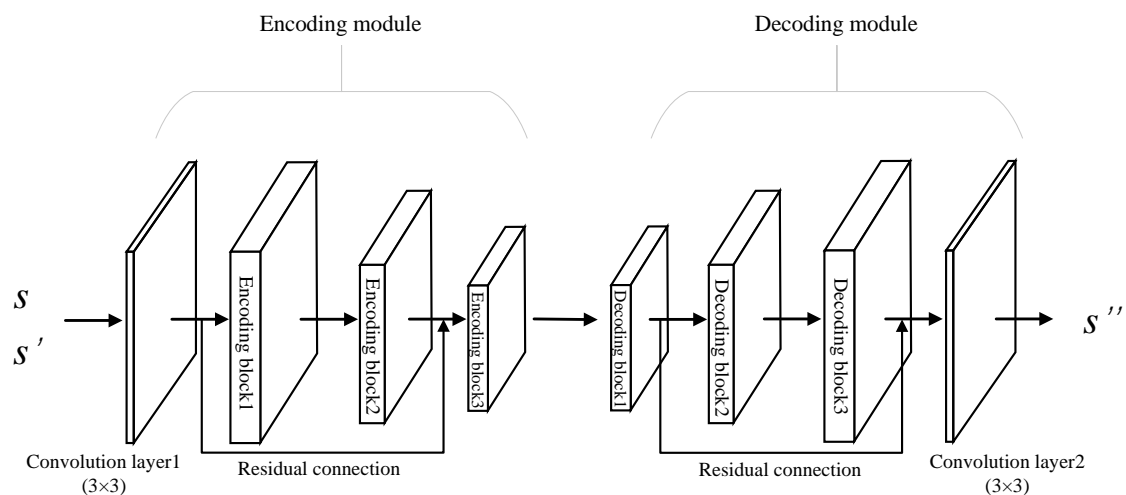 Encoding module
Decoding module
s
s'
Encoding block1
Encoding block2
Encoding block3
Decoding block1
Decoding block2
Decoding block3
s''
Convolution layer1
(3×3)
Residual connection
Residual connection
Convolution layer2
(3×3)